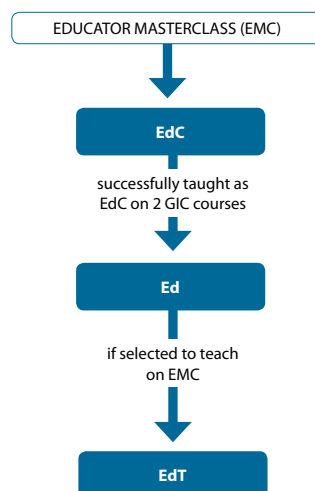 EDUCATOR MASTERCLASS (EMC)
EdC
successfully taught as
EdC on 2 GIC courses
Ed
if selected to teach
on EMC
EdT